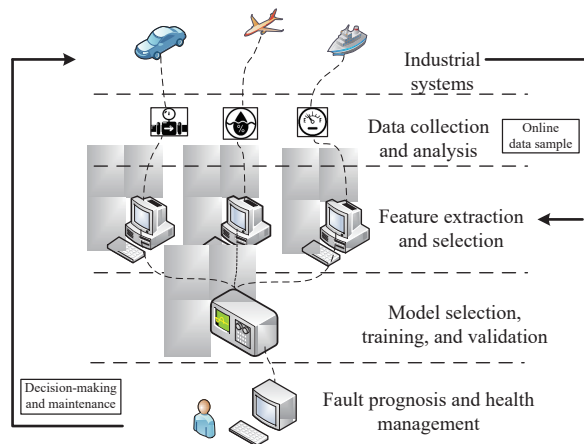 Industrial
systems
%
Data collection
and analysis
Online
data sample
Feature extraction
and selection
Model selection,
training, and validation
Decision-making
and maintenance
Fault prognosis and health
management